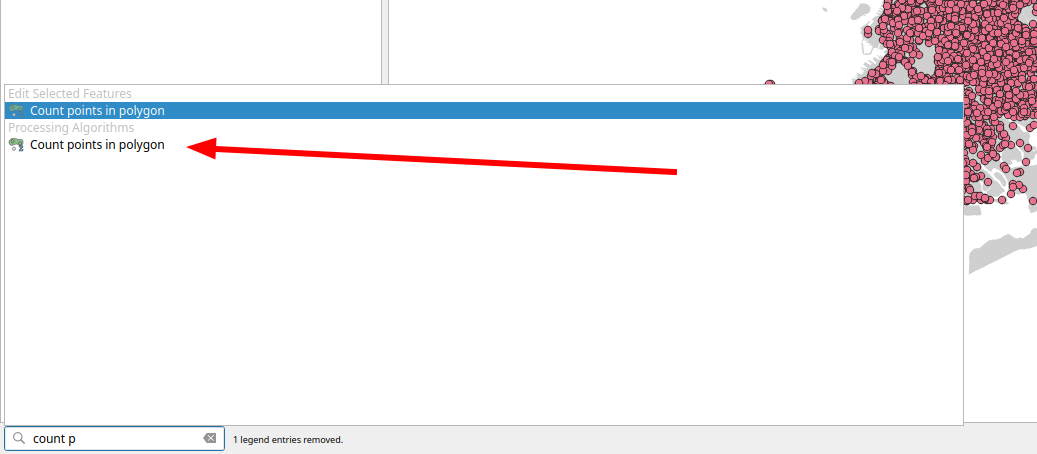 Edit Selected Features
Count points in polygon
Processing Algorithms
Count points in polygon
count p
1 legend entries removed.